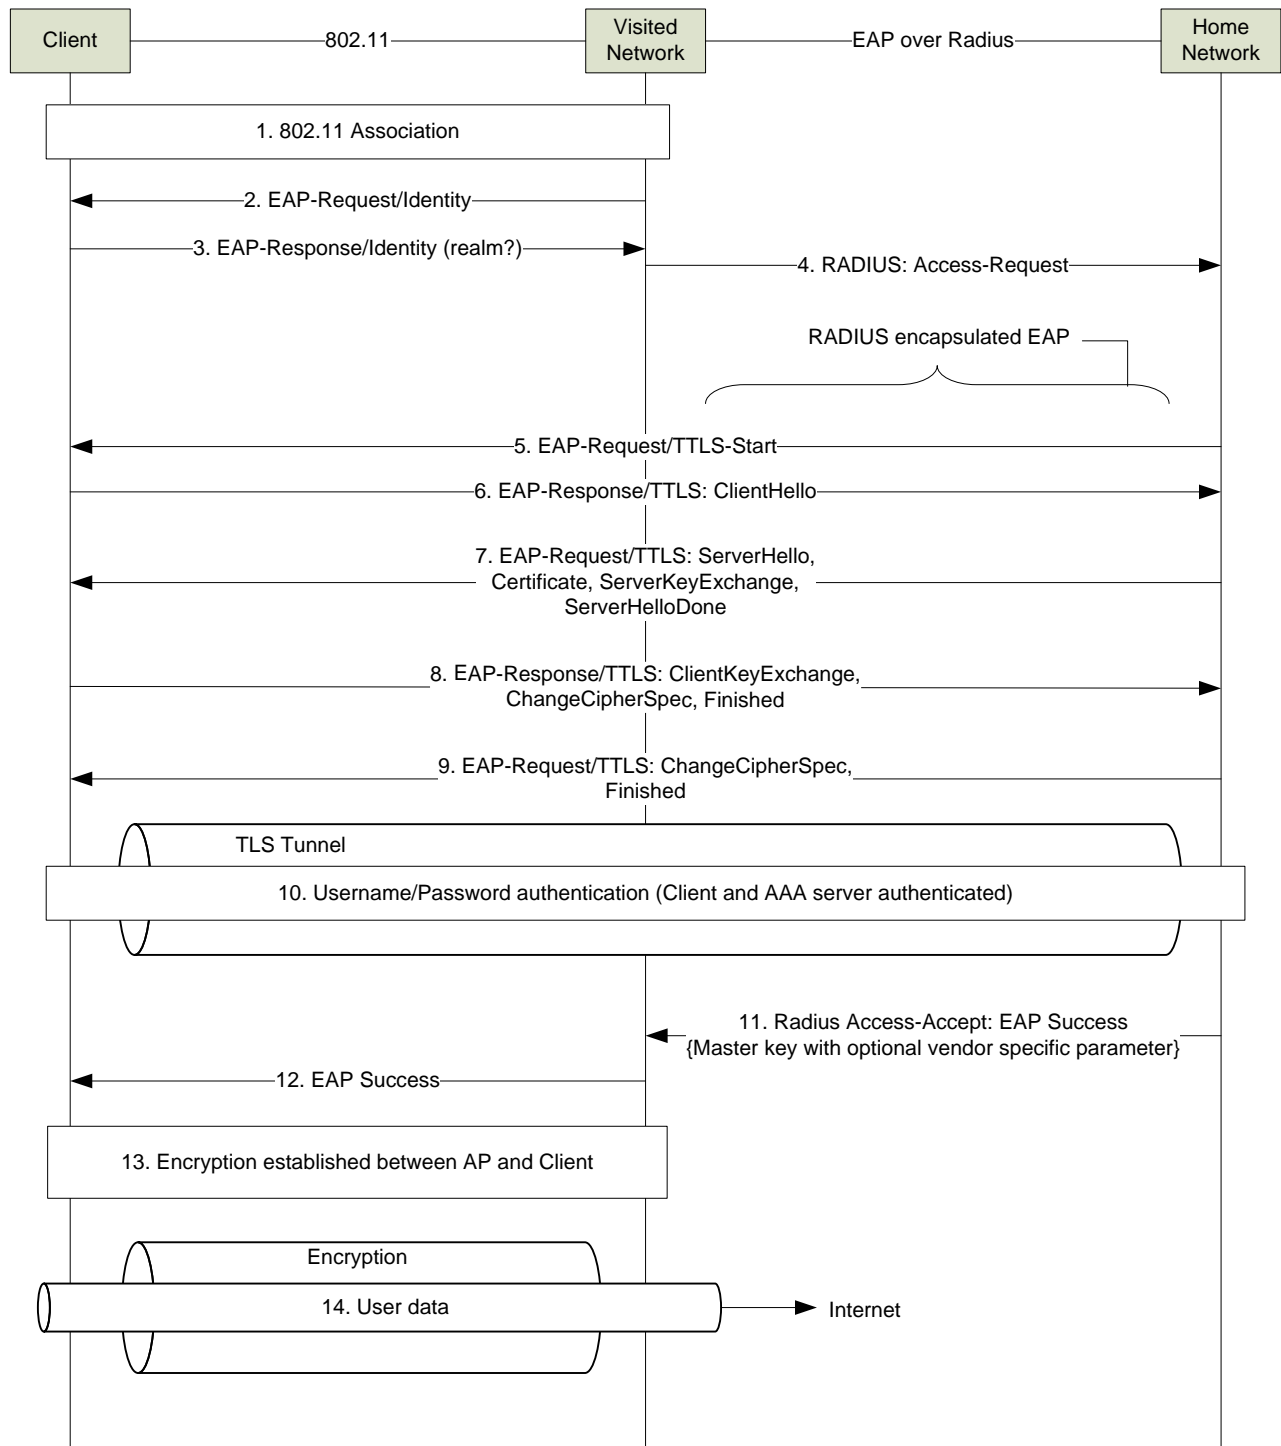 Client
802.11
Visited
Network
EAP over Radius
Home
Network
1. 802.11 Association
2. EAP-Request/Identity
3. EAP-Response/Identity (realm?)
4. RADIUS: Access-Request
RADIUS encapsulated EAP
5. EAP-Request/TTLS-Start
6. EAP-Response/TTLS: ClientHello
7. EAP-Request/TTLS: ServerHello,
Certificate, ServerKeyExchange,
ServerHelloDone
8. EAP-Response/TTLS: ClientKeyExchange,
ChangeCipherSpec, Finished
9. EAP-Request/TTLS: ChangeCipherSpec,
Finished
TLS Tunnel
10. Username/Password authentication (Client and AAA server authenticated)
11. Radius Access-Accept: EAP Success
{Master key with optional vendor specific parameter}
12. EAP Success
13. Encryption established between AP and Client
Encryption
14. User data
Internet